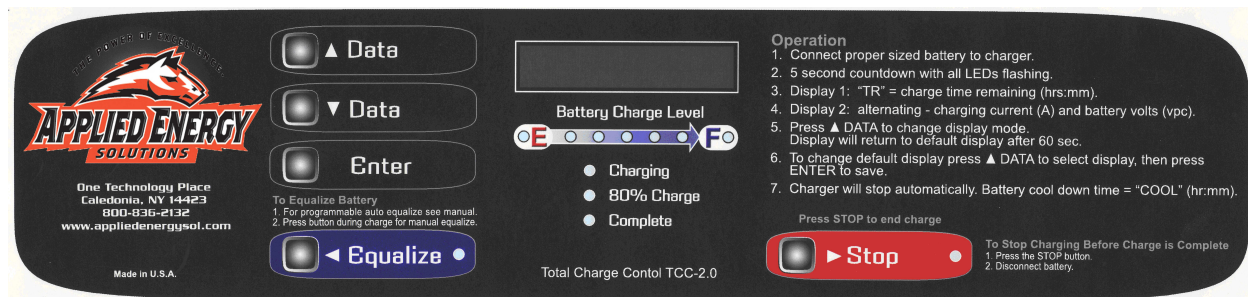 THE POWER OF EXCELLENCE.
APPLIED ENERGY
SOLUTIONS
One Technology Place
Caledonia, NY 14423
800-836-2132
www.appliedenergysol.com
Made in U.S.A.
▲ Data
▼ Data
Enter
To Equalize Battery
1. For programmable auto equalize see manual.
2. Press button during charge for manual equalize.
◄ Equalize
Battery Charge Level
E F
Charging
80% Charge
Complete
Total Charge Contol TCC-2.0
Operation
1. Connect proper sized battery to charger.
2. 5 second countdown with all LEDs flashing.
3. Display 1: “TR” = charge time remaining (hrs:mm).
4. Display 2: alternating - charging current (A) and battery volts (vpc).
5. Press ▲ DATA to change display mode.
Display will return to default display after 60 sec.
6. To change default display press ▲ DATA to select display, then press
ENTER to save.
7. Charger will stop automatically. Battery cool down time = “COOL” (hr:mm).
Press STOP to end charge
► Stop
To Stop Charging Before Charge is Complete
1. Press the STOP button.
2. Disconnect battery.